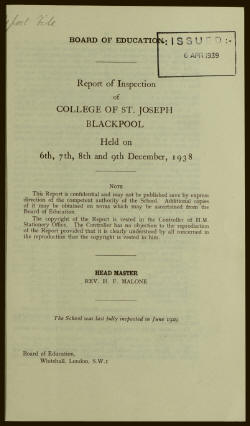 BOARD OF EDUCATION
ISSUED:-
6 APR 1939
Report of Inspection
of
COLLEGE OF ST. JOSEPH
BLACKPOOL
Held on
6th, 7th, 8th and 9th December, 1938
NOTE
This Report is confidential and may not be published save by express
direction of the competent authority of the School. Additional copies
of it may be obtained on terms which may be ascertained from the
Board of Education.
The copyright of the Report is vested in the Controller of H.M.
Stationery Office. The Controller has no objection to the reproduction
of the Report provided that it is clearly understood by all concerned in
the reproduction that the copyright is vested in him.
HEAD MASTER
REV. H. F. MALONE
The School was last fully inspected in June
Board of Education,
Whitehall, London, S.W.1